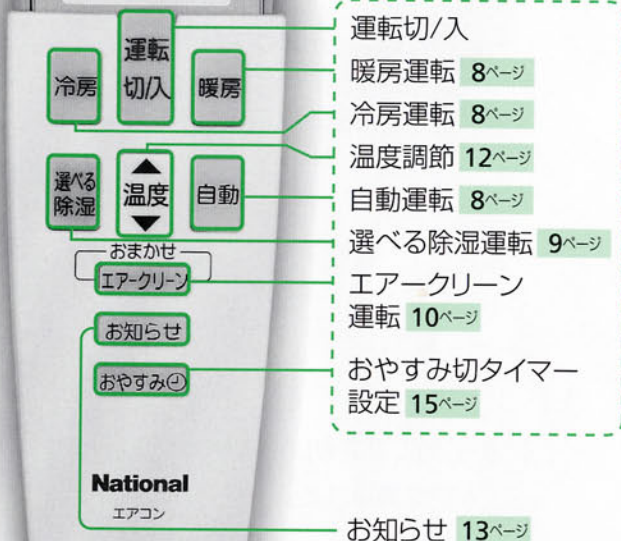 運転
切/入
冷房
暖房
選べる
除湿
▲
温度
▼
自動
おまかせ
エアークリーン
お知らせ
おやすみ
National
エアコン
運転切/入
暖房運転 8ページ
冷房運転 8ページ
温度調節 12ページ
自動運転 8ページ
選べる除湿運転 9ページ
エアークリーン
運転 10ページ
おやすみ切タイマー
設定 15ページ
お知らせ 13ページ